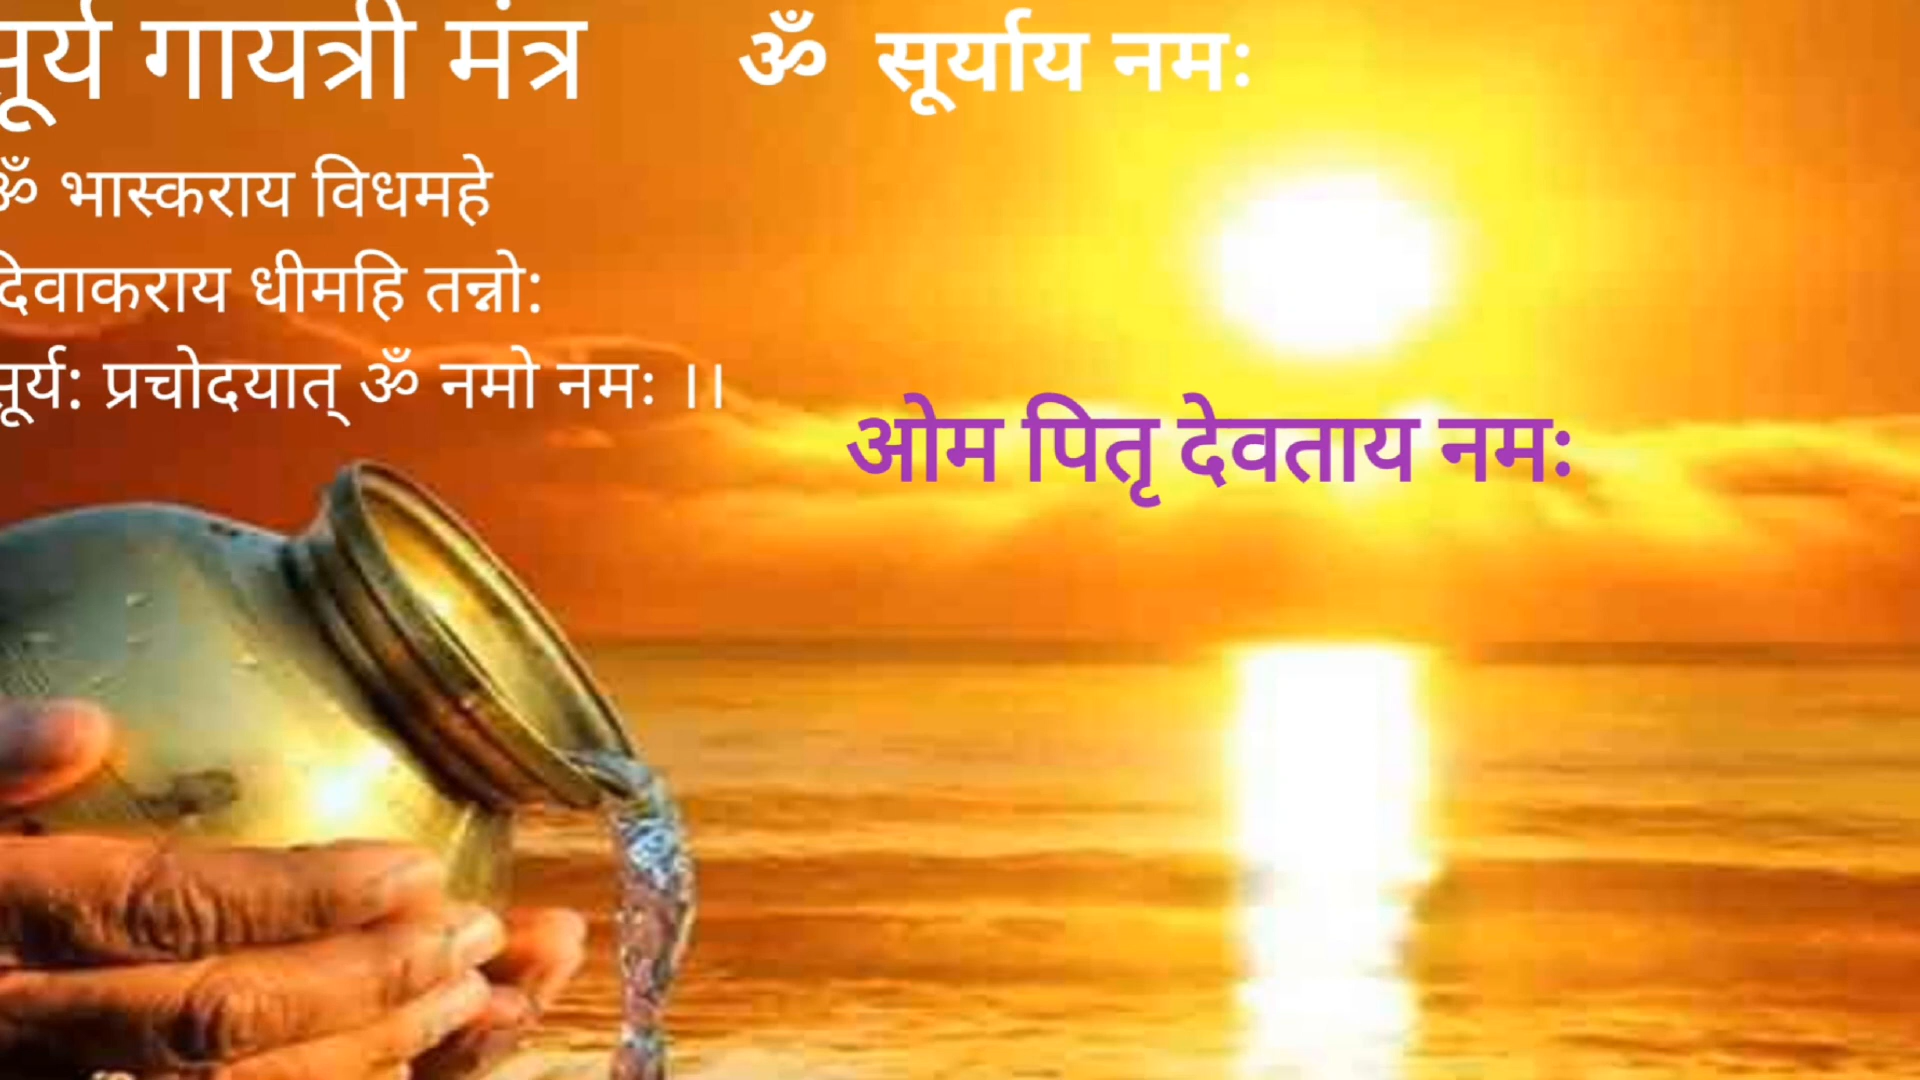 सूर्य गायत्री मंत्र
ॐ सूर्याय नमः
ॐ भास्कराय विधमहे
दिवाकराय धीमहि तन्नो:
सूर्य: प्रचोदयात् ॐ नमो नमः ।।
ओम पितृ देवताय नमः